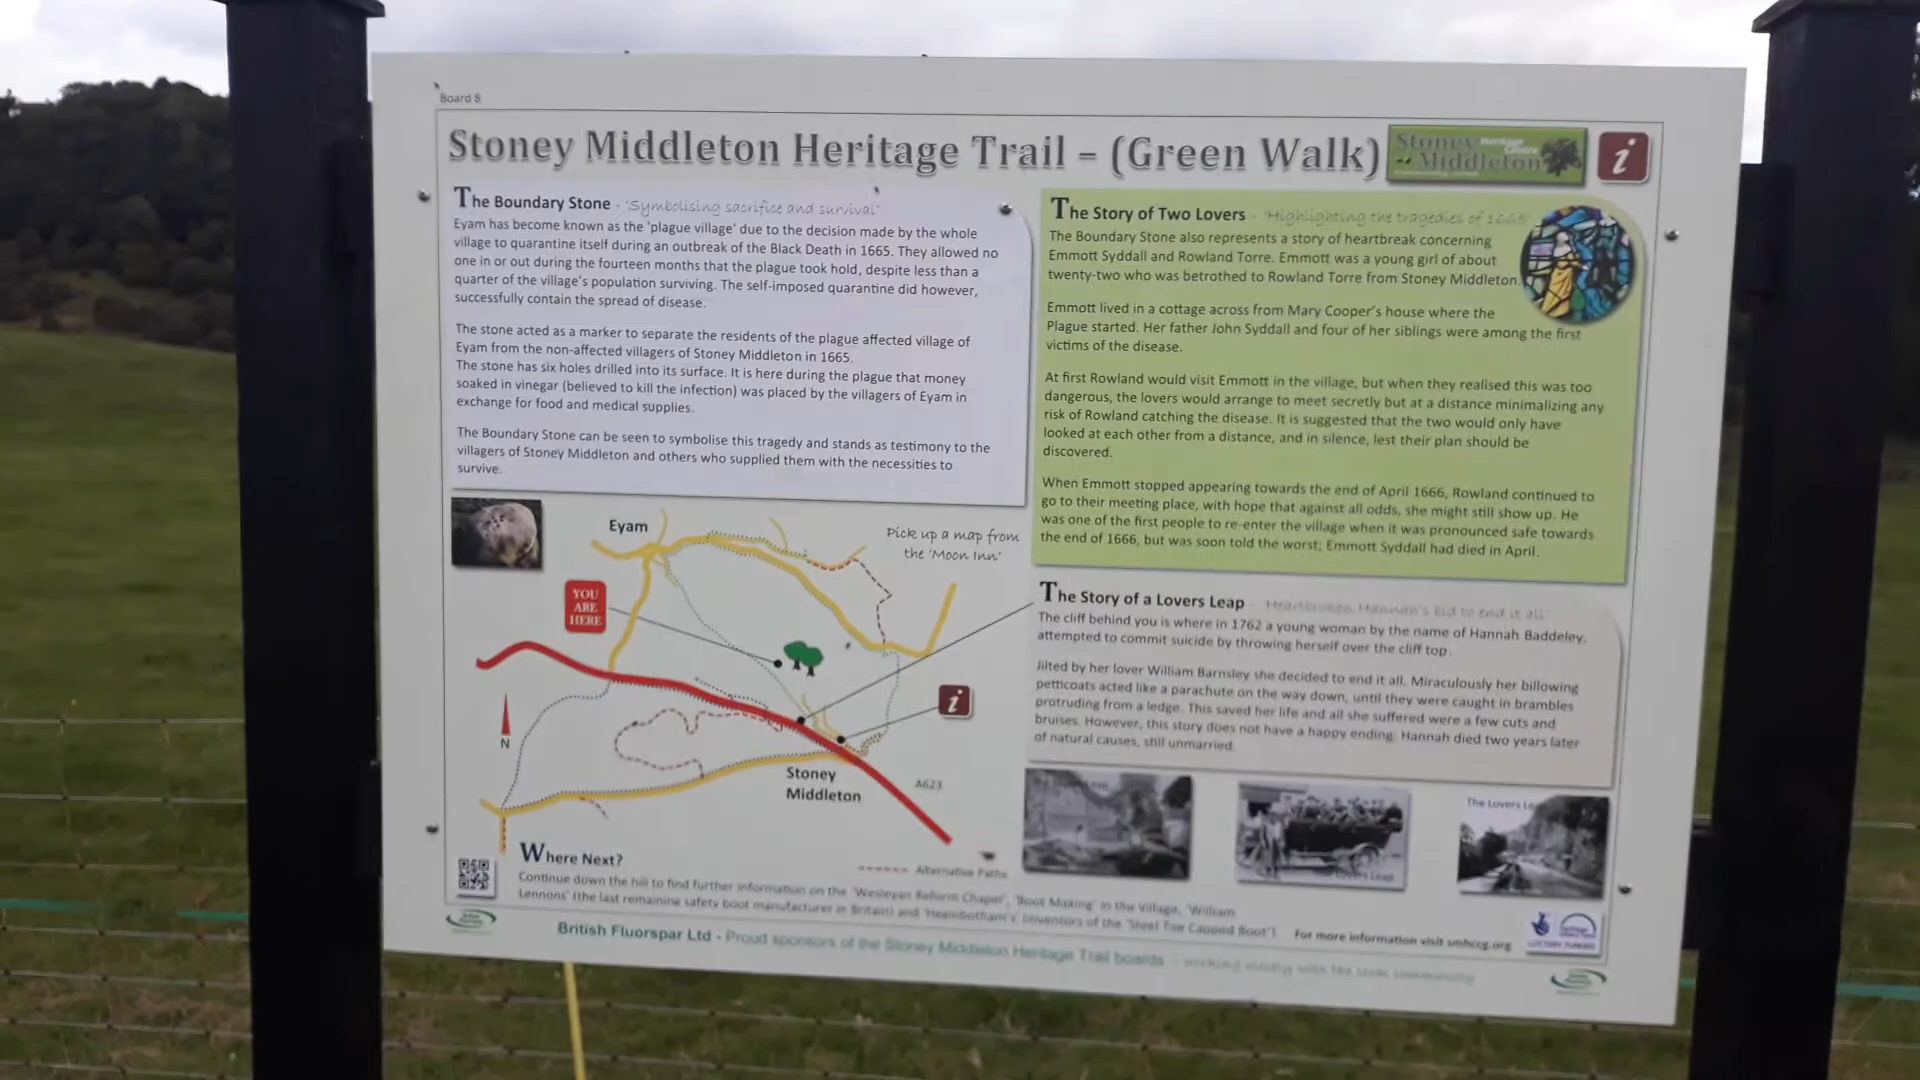 Board 8
Stoney Middleton Heritage Trail – (Green Walk)
Stoney Heritage Centre Middleton
i
The Boundary Stone - 'Symbolising sacrifice and survival'
Eyam has become known as the 'plague village' due to the decision made by the whole
village to quarantine itself during an outbreak of the Black Death in 1665. They allowed no
one in or out during the fourteen months that the plague took hold, despite less than a
quarter of the village's population surviving. The self-imposed quarantine did however,
successfully contain the spread of disease.
The stone acted as a marker to separate the residents of the plague affected village of
Eyam from the non-affected villagers of Stoney Middleton in 1665.
The stone has six holes drilled into its surface. It is here during the plague that money
soaked in vinegar (believed to kill the infection) was placed by the villagers of Eyam in
exchange for food and medical supplies.
The Boundary Stone can be seen to symbolise this tragedy and stands as testimony to the
villagers of Stoney Middleton and others who supplied them with the necessities to
survive.
The Story of Two Lovers - 'Highlighting the tragedies of 1665'
The Boundary Stone also represents a story of heartbreak concerning
Emmott Syddall and Rowland Torre. Emmott was a young girl of about
twenty-two who was betrothed to Rowland Torre from Stoney Middleton.
Emmott lived in a cottage across from Mary Cooper's house where the
Plague started. Her father John Syddall and four of her siblings were among the first
victims of the disease.
At first Rowland would visit Emmott in the village, but when they realised this was too
dangerous, the lovers would arrange to meet secretly but at a distance minimalizing any
risk of Rowland catching the disease. It is suggested that the two would only have
looked at each other from a distance, and in silence, lest their plan should be
discovered.
When Emmott stopped appearing towards the end of April 1666, Rowland continued to
go to their meeting place, with hope that against all odds, she might still show up. He
was one of the first people to re-enter the village when it was pronounced safe towards
the end of 1666, but was soon told the worst; Emmott Syddall had died in April.
The Story of a Lovers Leap - 'Heartbroken Hannah's bid to end it all'
The cliff behind you is where in 1762 a young woman by the name of Hannah Baddeley,
attempted to commit suicide by throwing herself over the cliff top.
Jilted by her lover William Barnsley she decided to end it all. Miraculously her billowing
petticoats acted like a parachute on the way down, until they were caught in brambles
protruding from a ledge. This saved her life and all she suffered were a few cuts and
bruises. However, this story does not have a happy ending; Hannah died two years later
of natural causes, still unmarried.
Eyam
Pick up a map from
the 'Moon Inn'
YOU
ARE
HERE
i
N
Stoney
Middleton
A623
Lovers Leap
The Lovers Le
Where Next?
Alternative Paths
Continue down the hill to find further information on the 'Wesleyan Reform Chapel', 'Boot Making' in the Village, 'William
Lennons' (the last remaining safety boot manufacturer in Britain) and 'Heginbotham's' (inventors of the 'Steel Toe Capped Boot')
For more information visit smhccg.org
LOTTERY FUNDED
British Fluorspar Ltd - Proud sponsors of the Stoney Middleton Heritage Trail boards - working closely with the local community